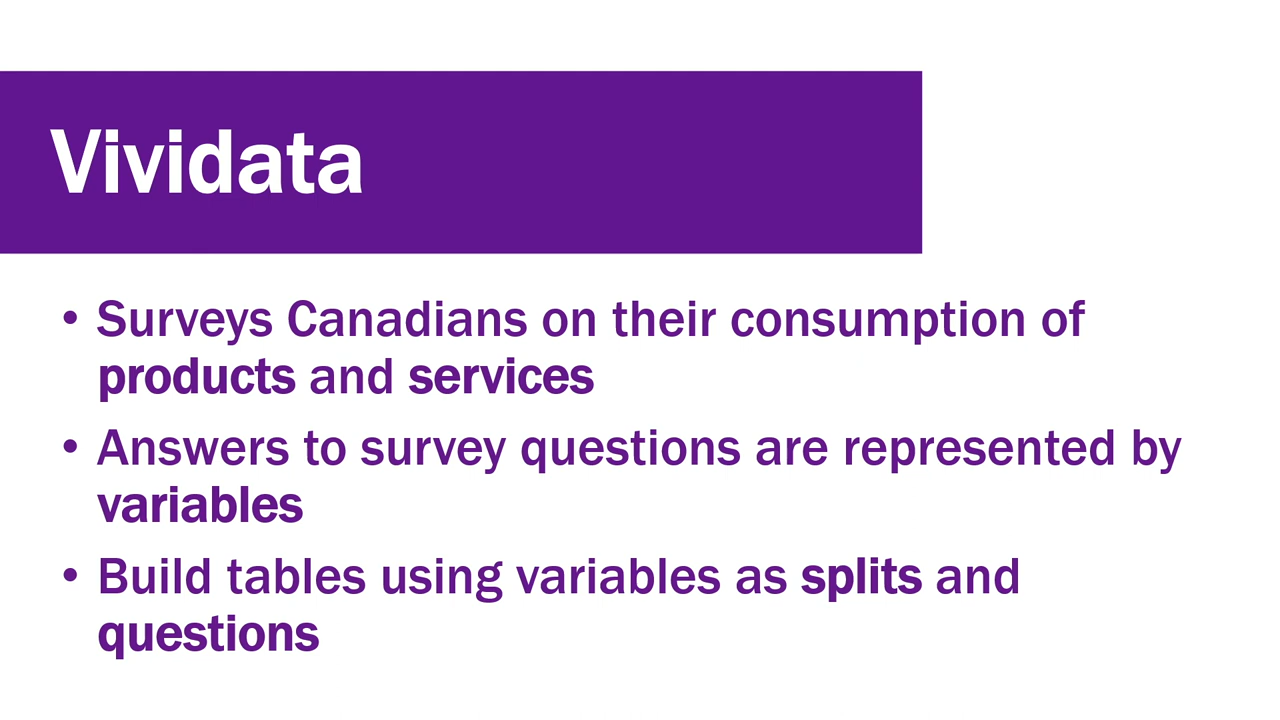 Vividata
• Surveys Canadians on their consumption of
products and services
• Answers to survey questions are represented by
variables
• Build tables using variables as splits and
questions